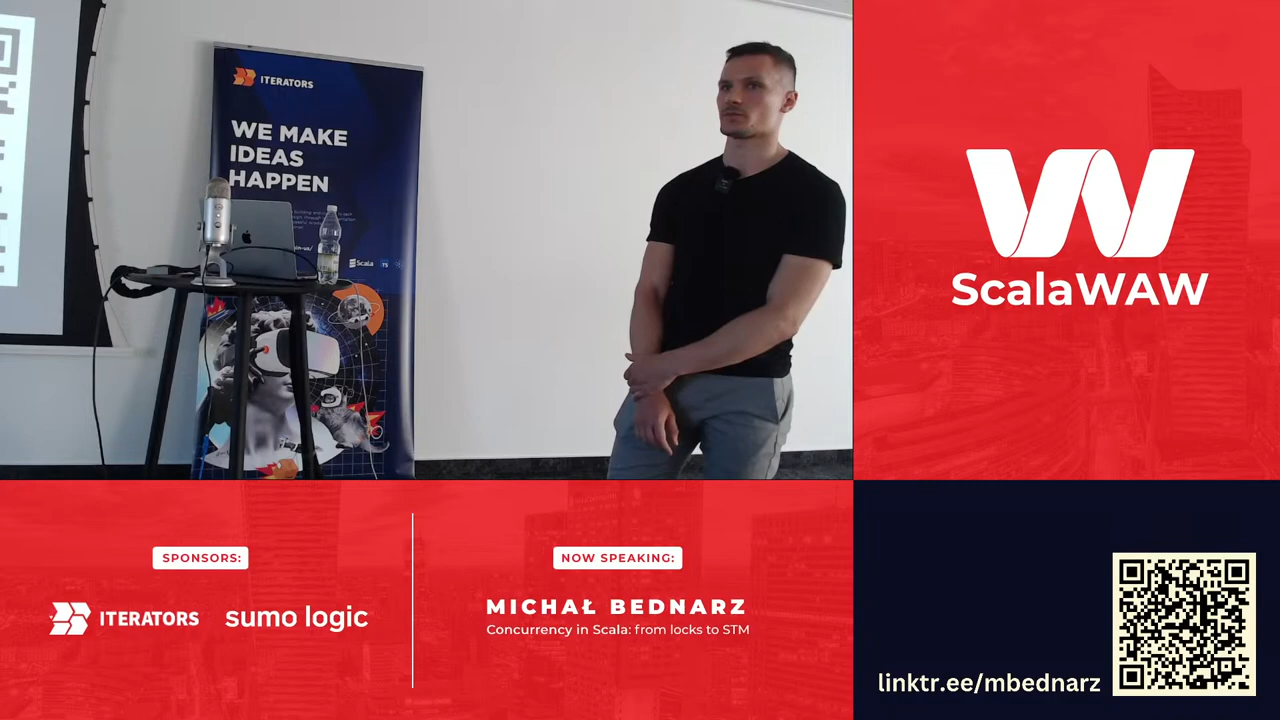 ITERATORS
WE MAKE
IDEAS
HAPPEN
Scala
TS
ScalaWAW
SPONSORS:
ITERATORS
sumo logic
NOW SPEAKING:
MICHAŁ BEDNARZ
Concurrency in Scala: from locks to STM
linktr.ee/mbednarz